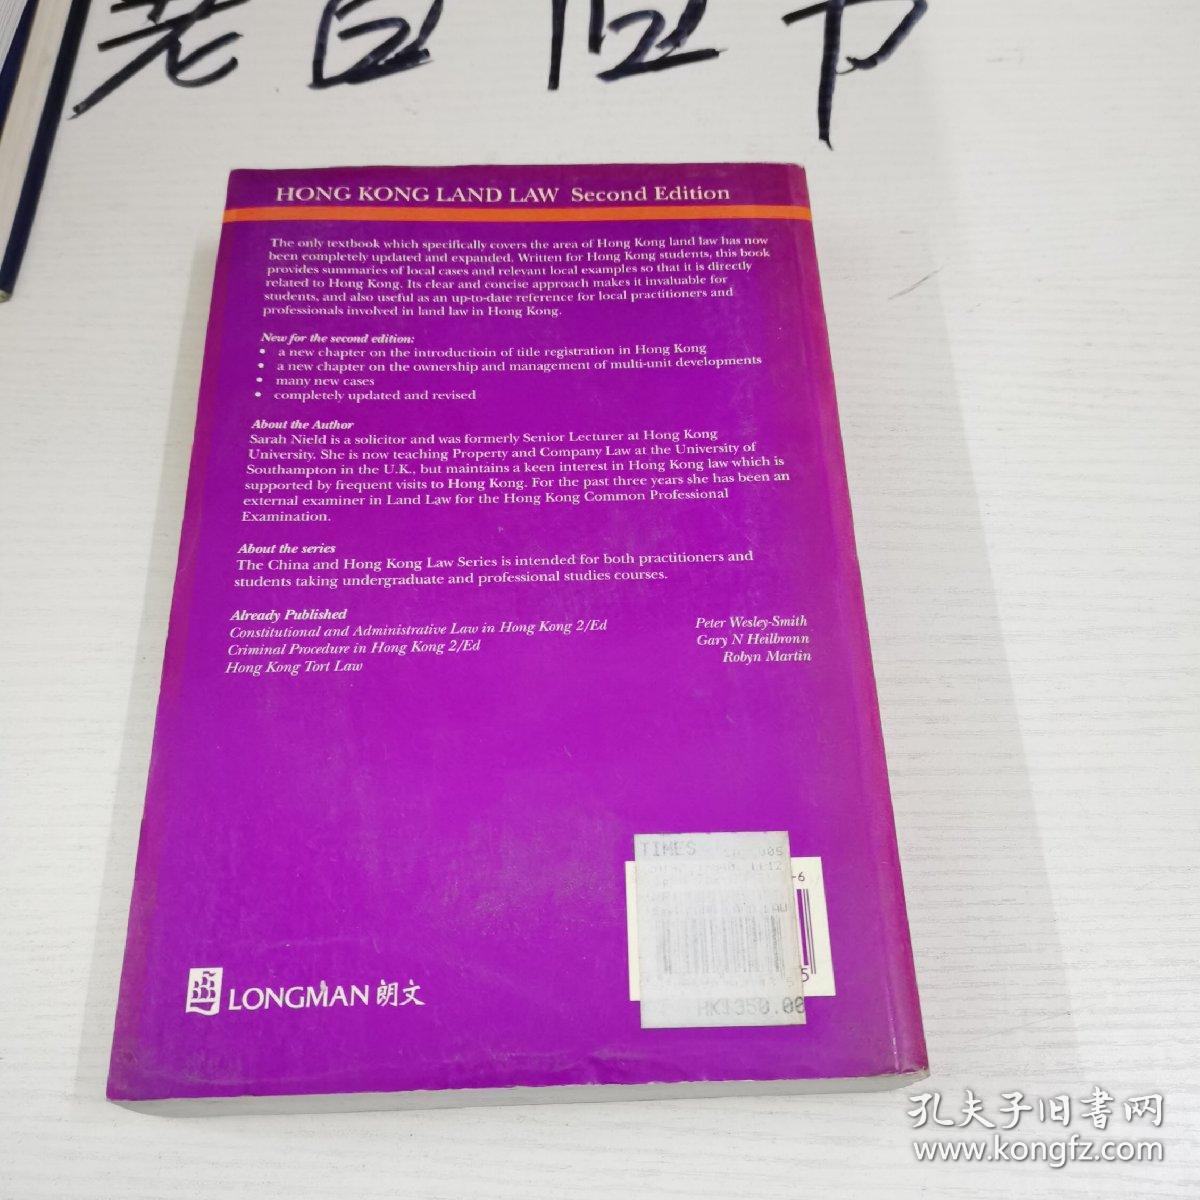 老白旧书
HONG KONG LAND LAW Second Edition
The only textbook which specifically covers the area of Hong Kong land law has now
been completely updated and expanded. Written for Hong Kong students, this book
provides summaries of local cases and relevant local examples so that it is directly
related to Hong Kong. Its clear and concise approach makes it invaluable for
students, and also useful as an up-to-date reference for local practitioners and
professionals involved in land law in Hong Kong.
New for the second edition:
• a new chapter on the introductioin of title registration in Hong Kong
• a new chapter on the ownership and management of multi-unit developments
• many new cases
• completely updated and revised
About the Author
Sarah Nield is a solicitor and was formerly Senior Lecturer at Hong Kong
University. She is now teaching Property and Company Law at the University of
Southampton in the U.K., but maintains a keen interest in Hong Kong law which is
supported by frequent visits to Hong Kong. For the past three years she has been an
external examiner in Land Law for the Hong Kong Common Professional
Examination.
About the series
The China and Hong Kong Law Series is intended for both practitioners and
students taking undergraduate and professional studies courses.
Already Published
Constitutional and Administrative Law in Hong Kong 2/Ed Peter Wesley-Smith
Criminal Procedure in Hong Kong 2/Ed Gary N Heilbronn
Hong Kong Tort Law Robyn Martin
TIMES
-6
5
HK$350.00
LONGMAN 朗文
孔夫子旧书网
www.kongfz.com